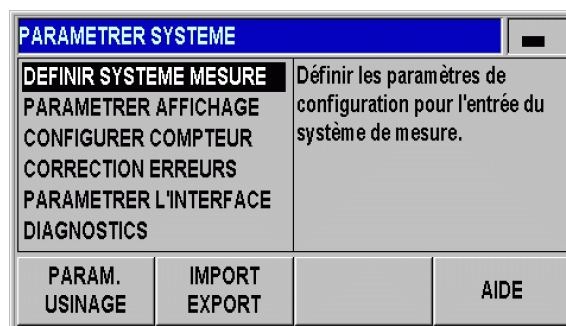 PARAMETRER SYSTEME
DEFINIR SYSTEME MESURE
PARAMETRER AFFICHAGE
CONFIGURER COMPTEUR
CORRECTION ERREURS
PARAMETRER L'INTERFACE
DIAGNOSTICS
Définir les paramètres de
configuration pour l'entrée du
système de mesure.
PARAM.
USINAGE
IMPORT
EXPORT
AIDE